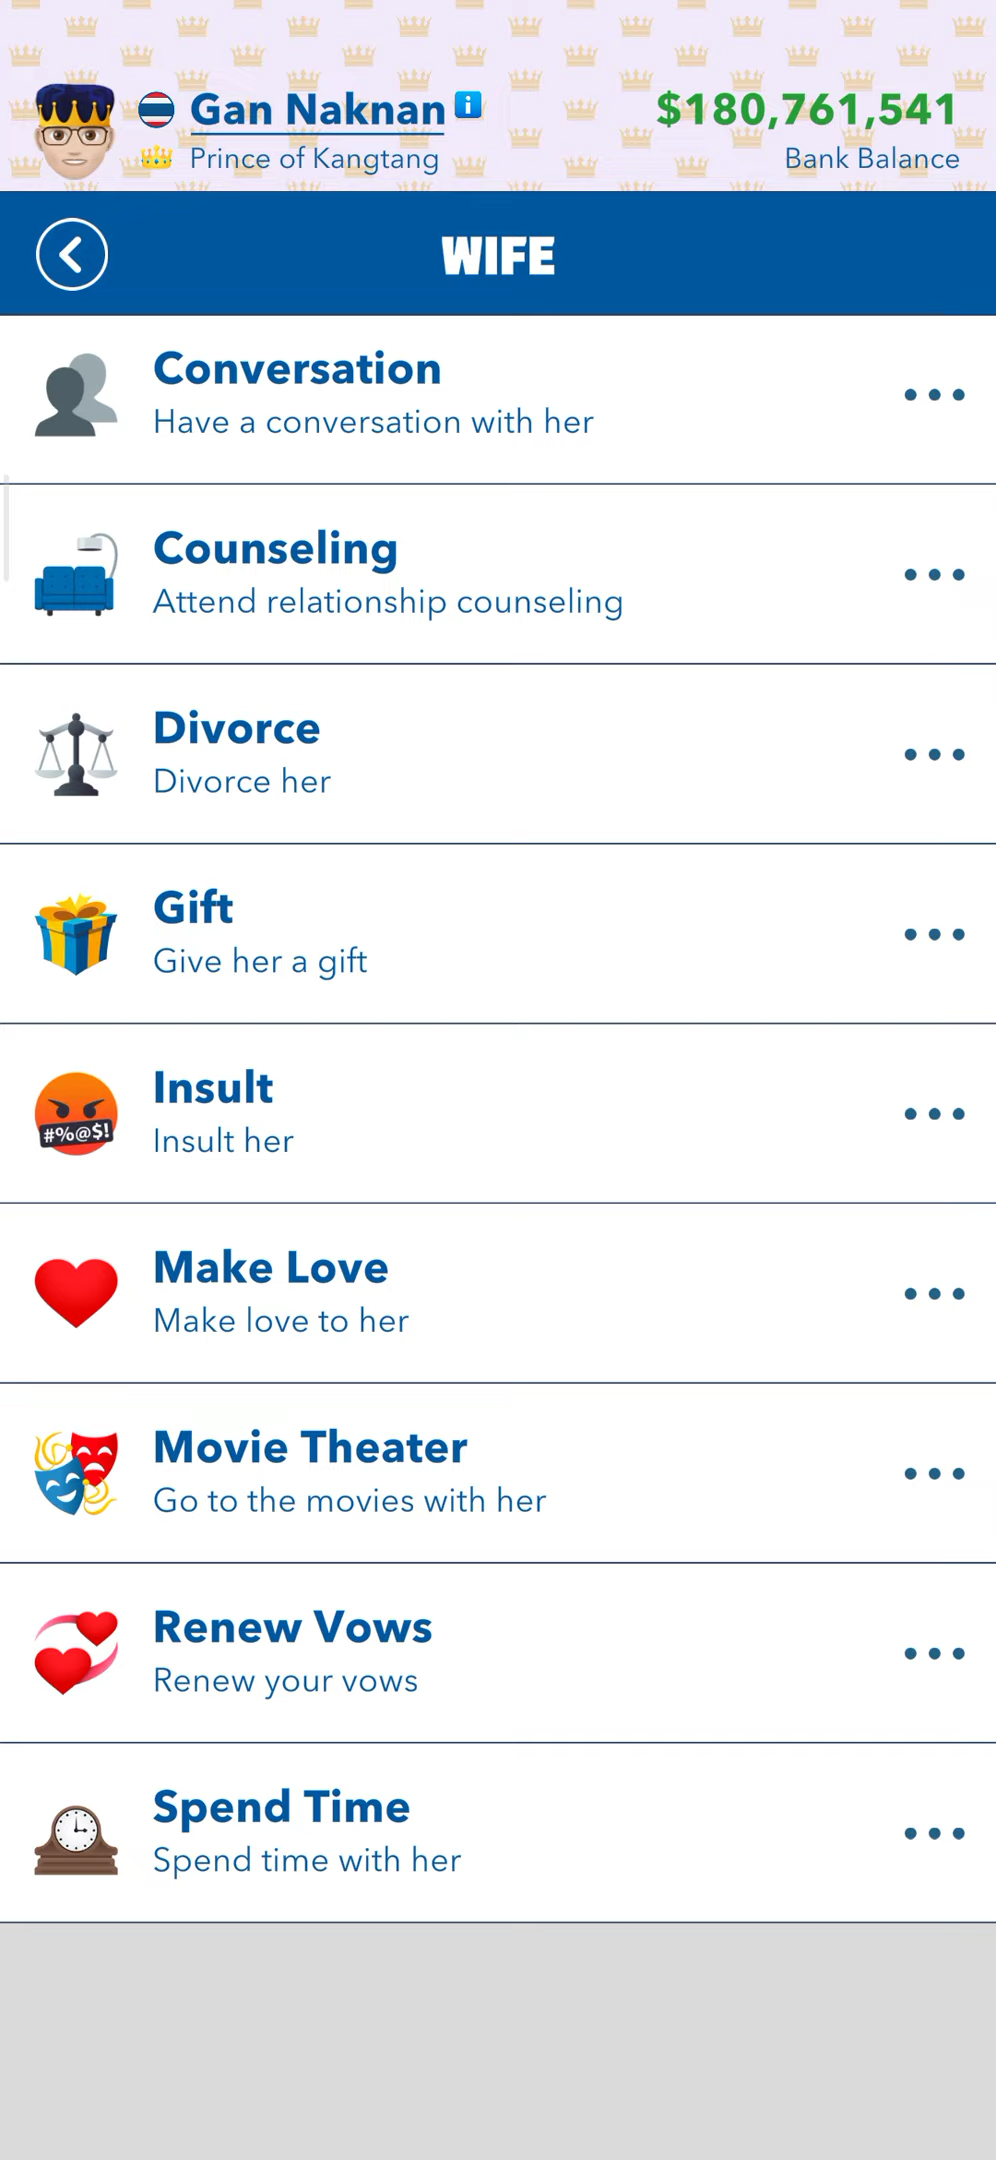 Gan Naknan i $180,761,541
Prince of Kangtang Bank Balance
WIFE
Conversation
Have a conversation with her
Counseling
Attend relationship counseling
Divorce
Divorce her
Gift
Give her a gift
Insult
#%@$!
Insult her
Make Love
Make love to her
Movie Theater
Go to the movies with her
Renew Vows
Renew your vows
Spend Time
Spend time with her